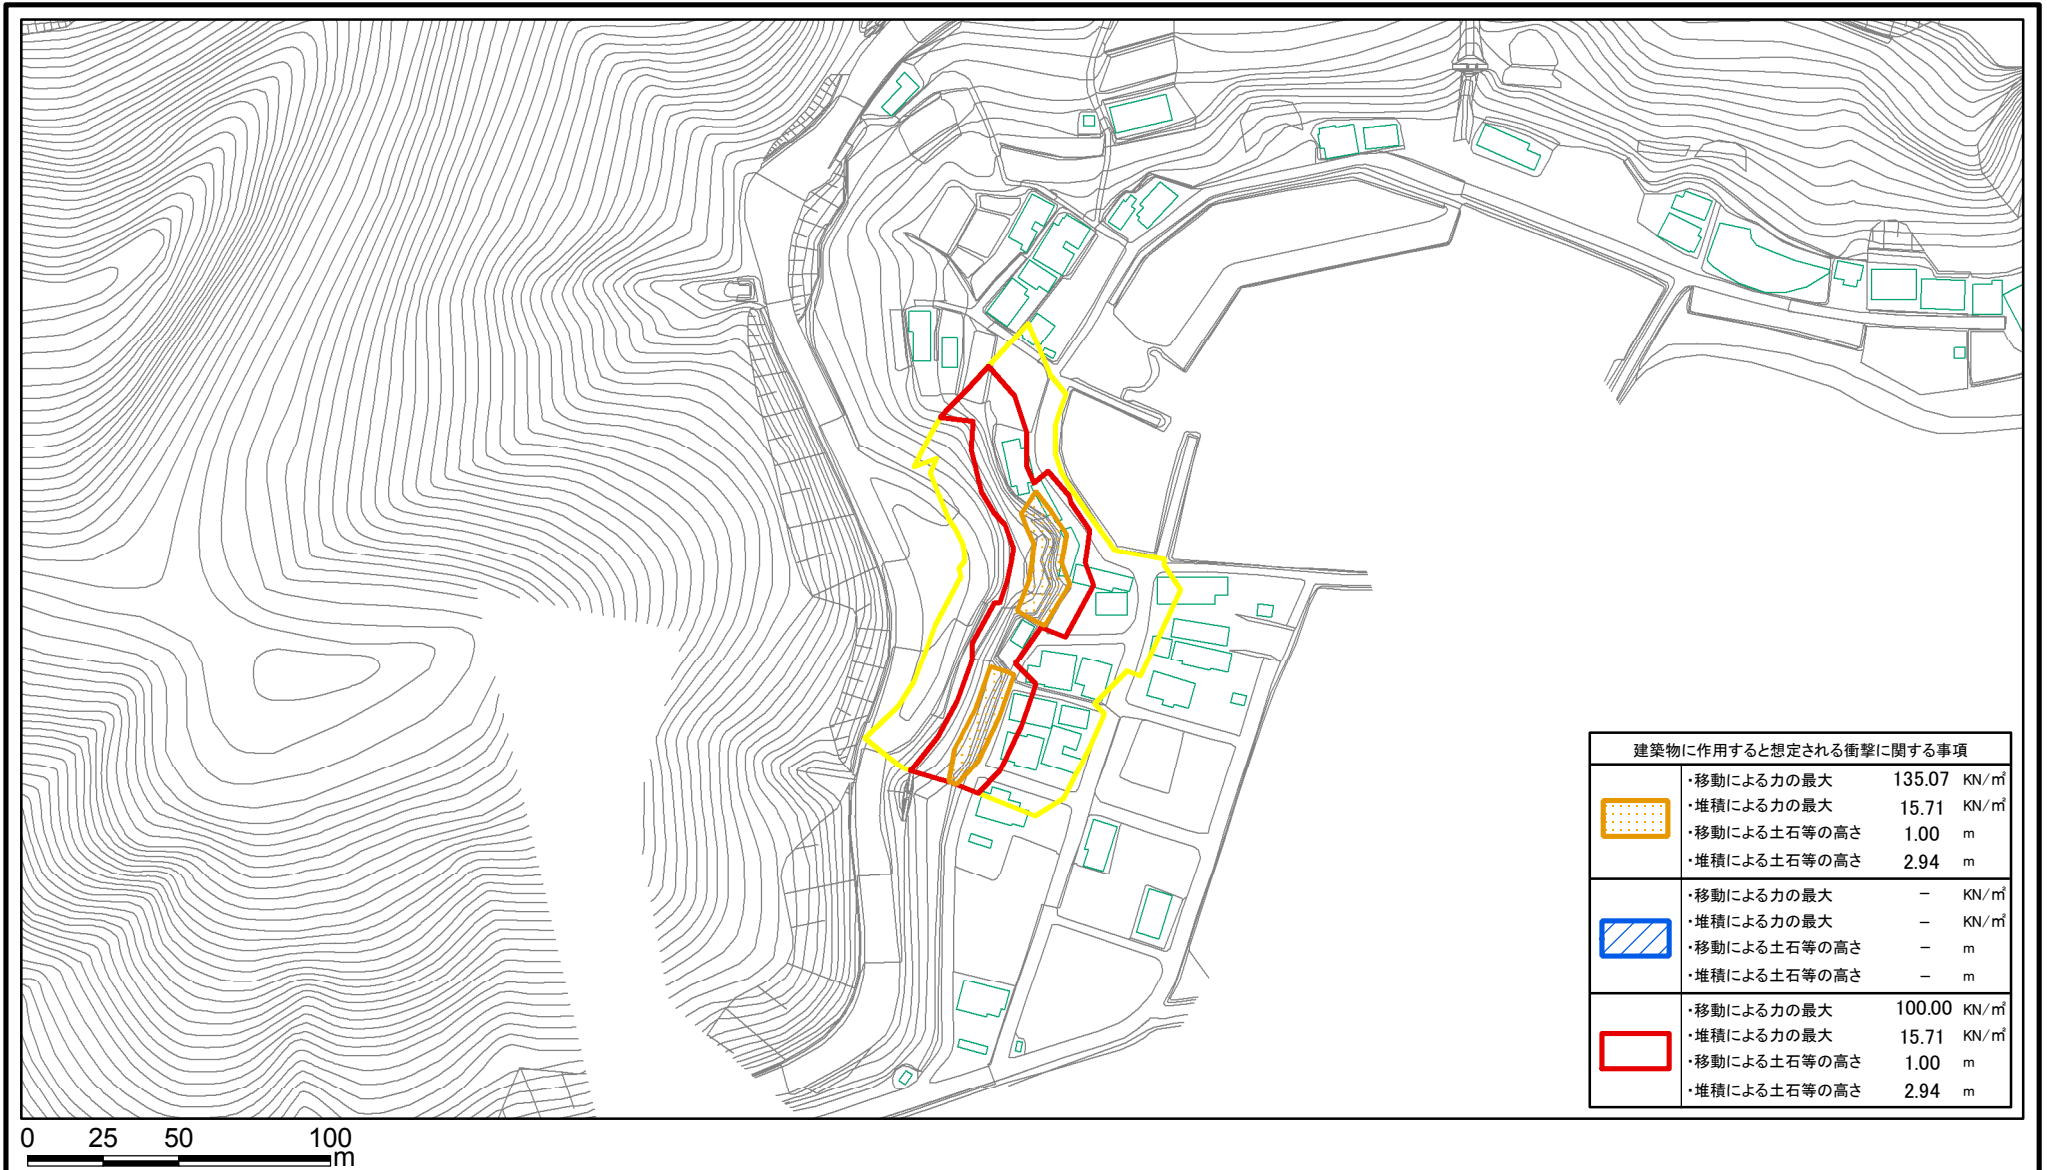 建築物に作用すると想定される衝撃に関する事項
・移動による力の最大 135.07 KN/㎡
・堆積による力の最大 15.71 KN/㎡
・移動による土石等の高さ 1.00 m
・堆積による土石等の高さ 2.94 m
・移動による力の最大 － KN/㎡
・堆積による力の最大 － KN/㎡
・移動による土石等の高さ － m
・堆積による土石等の高さ － m
・移動による力の最大 100.00 KN/㎡
・堆積による力の最大 15.71 KN/㎡
・移動による土石等の高さ 1.00 m
・堆積による土石等の高さ 2.94 m
0 25 50 100
m